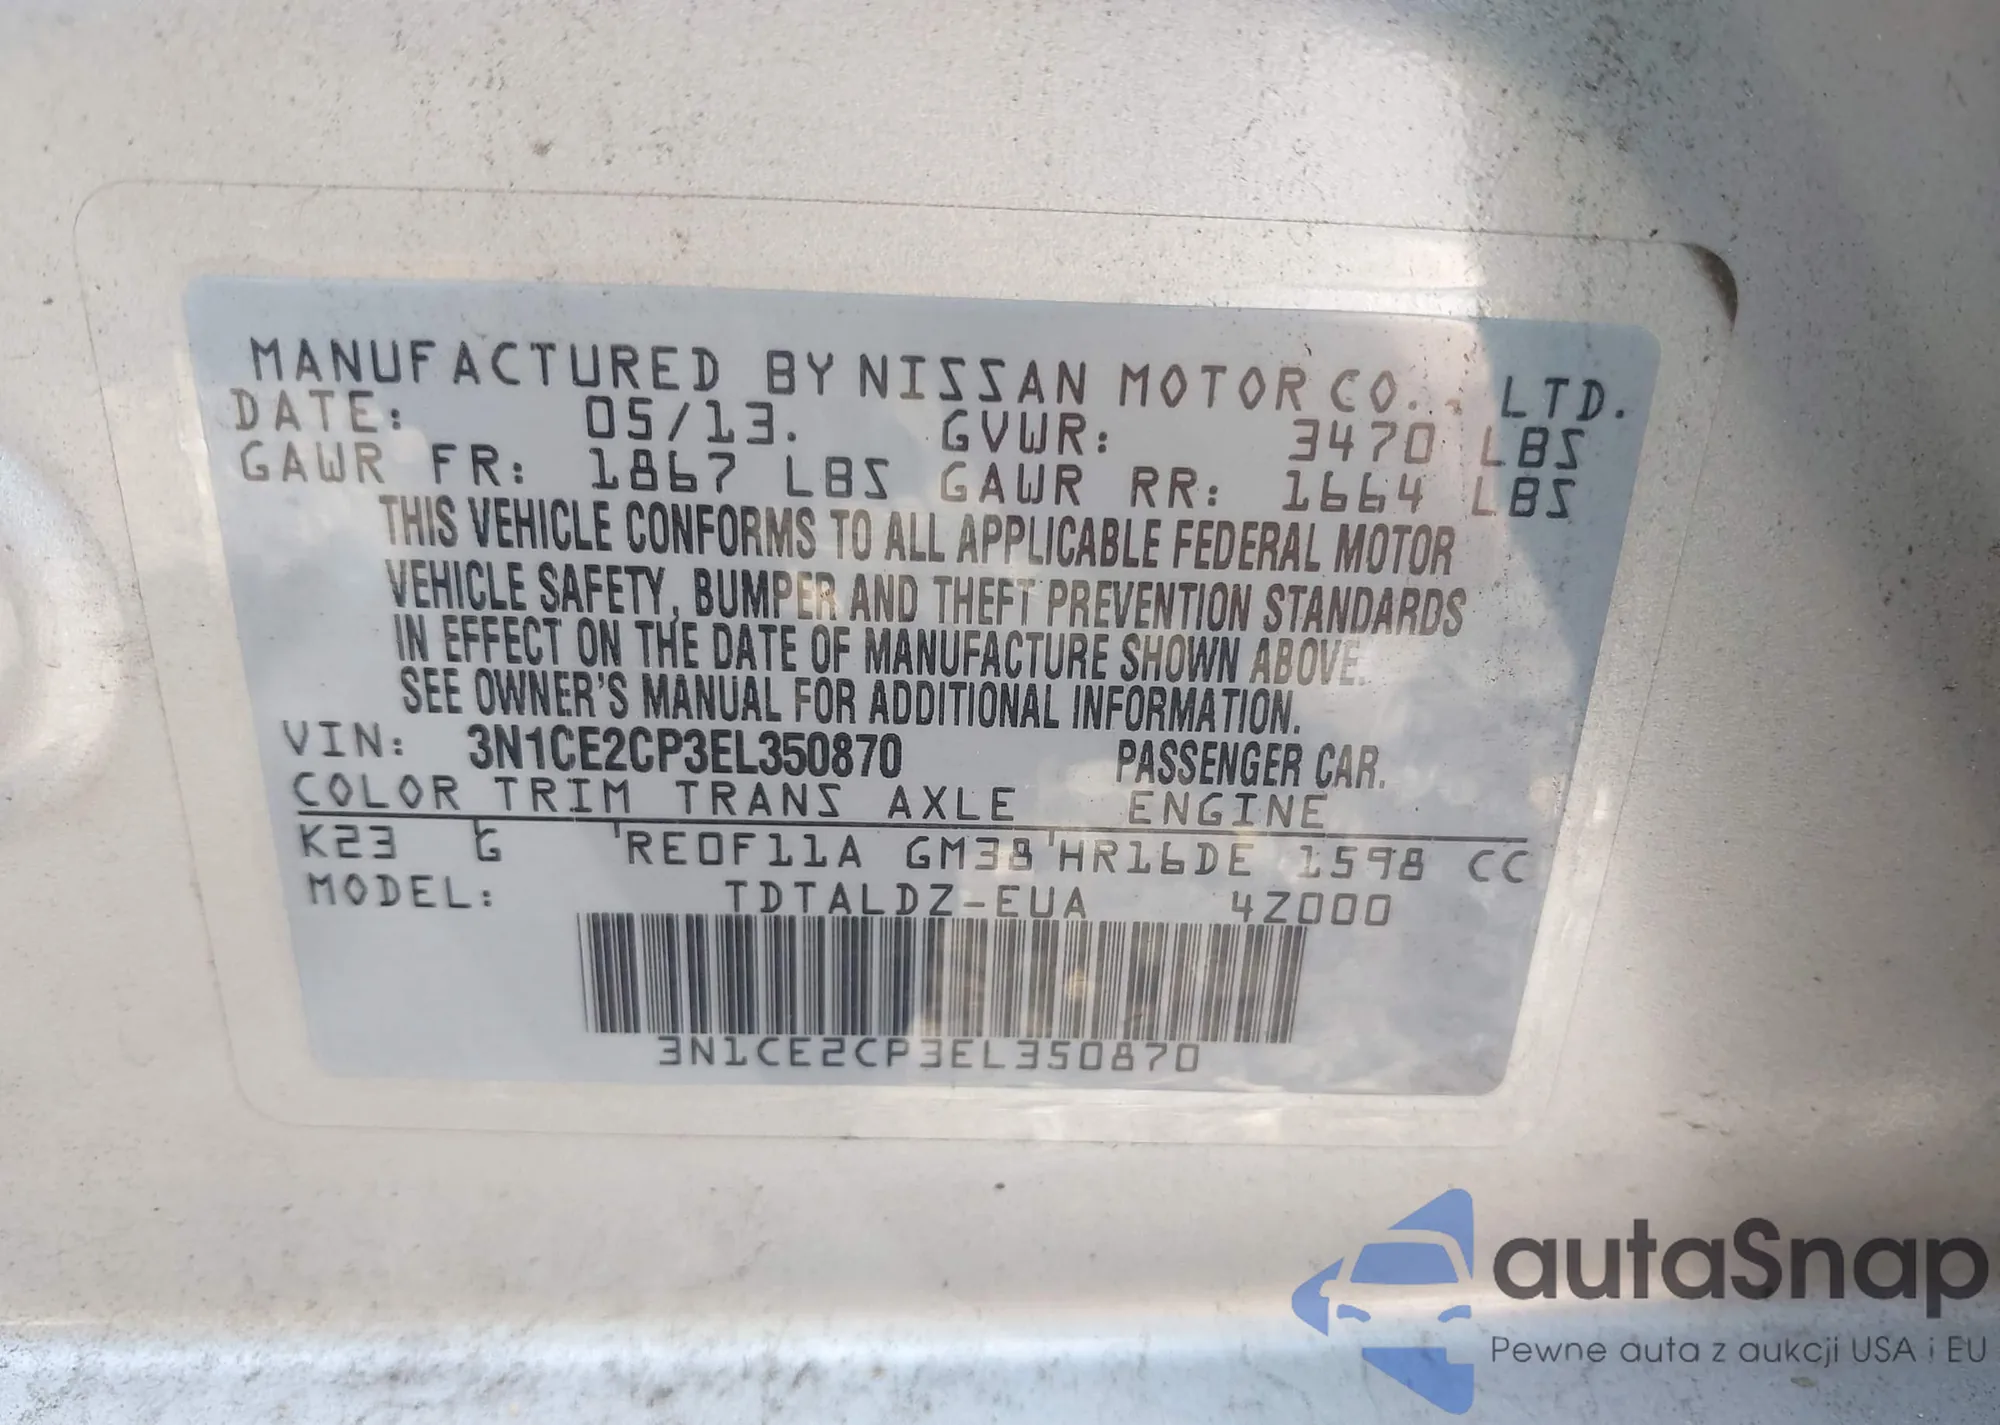 MANUFACTURED BY NISSAN MOTOR CO., LTD.
DATE: 05/13. GVWR: 3470 LBS
GAWR FR: 1867 LBS GAWR RR: 1664 LBS
THIS VEHICLE CONFORMS TO ALL APPLICABLE FEDERAL MOTOR
VEHICLE SAFETY, BUMPER AND THEFT PREVENTION STANDARDS
IN EFFECT ON THE DATE OF MANUFACTURE SHOWN ABOVE.
SEE OWNER'S MANUAL FOR ADDITIONAL INFORMATION.
VIN: 3N1CE2CP3EL350870 PASSENGER CAR.
COLOR TRIM TRANS AXLE ENGINE
K23 G RE0F11A GM38 HR16DE 1598 CC
MODEL: TDTALDZ-EUA 4Z000
3N1CE2CP3EL350870
autaSnap
Pewne auta z aukcji USA i EU